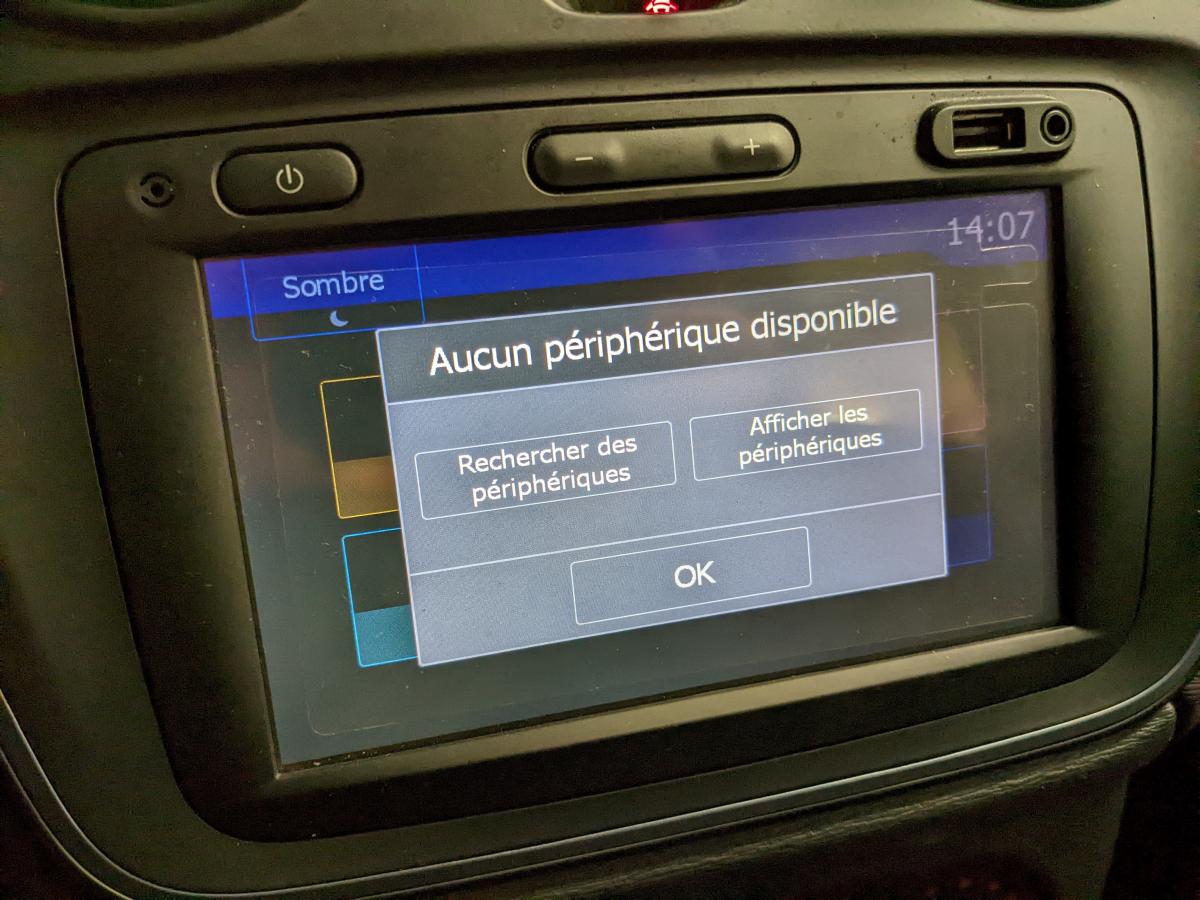 − +
14:07
Sombre
Aucun périphérique disponible
Rechercher des
périphériques
Afficher les
périphériques
OK